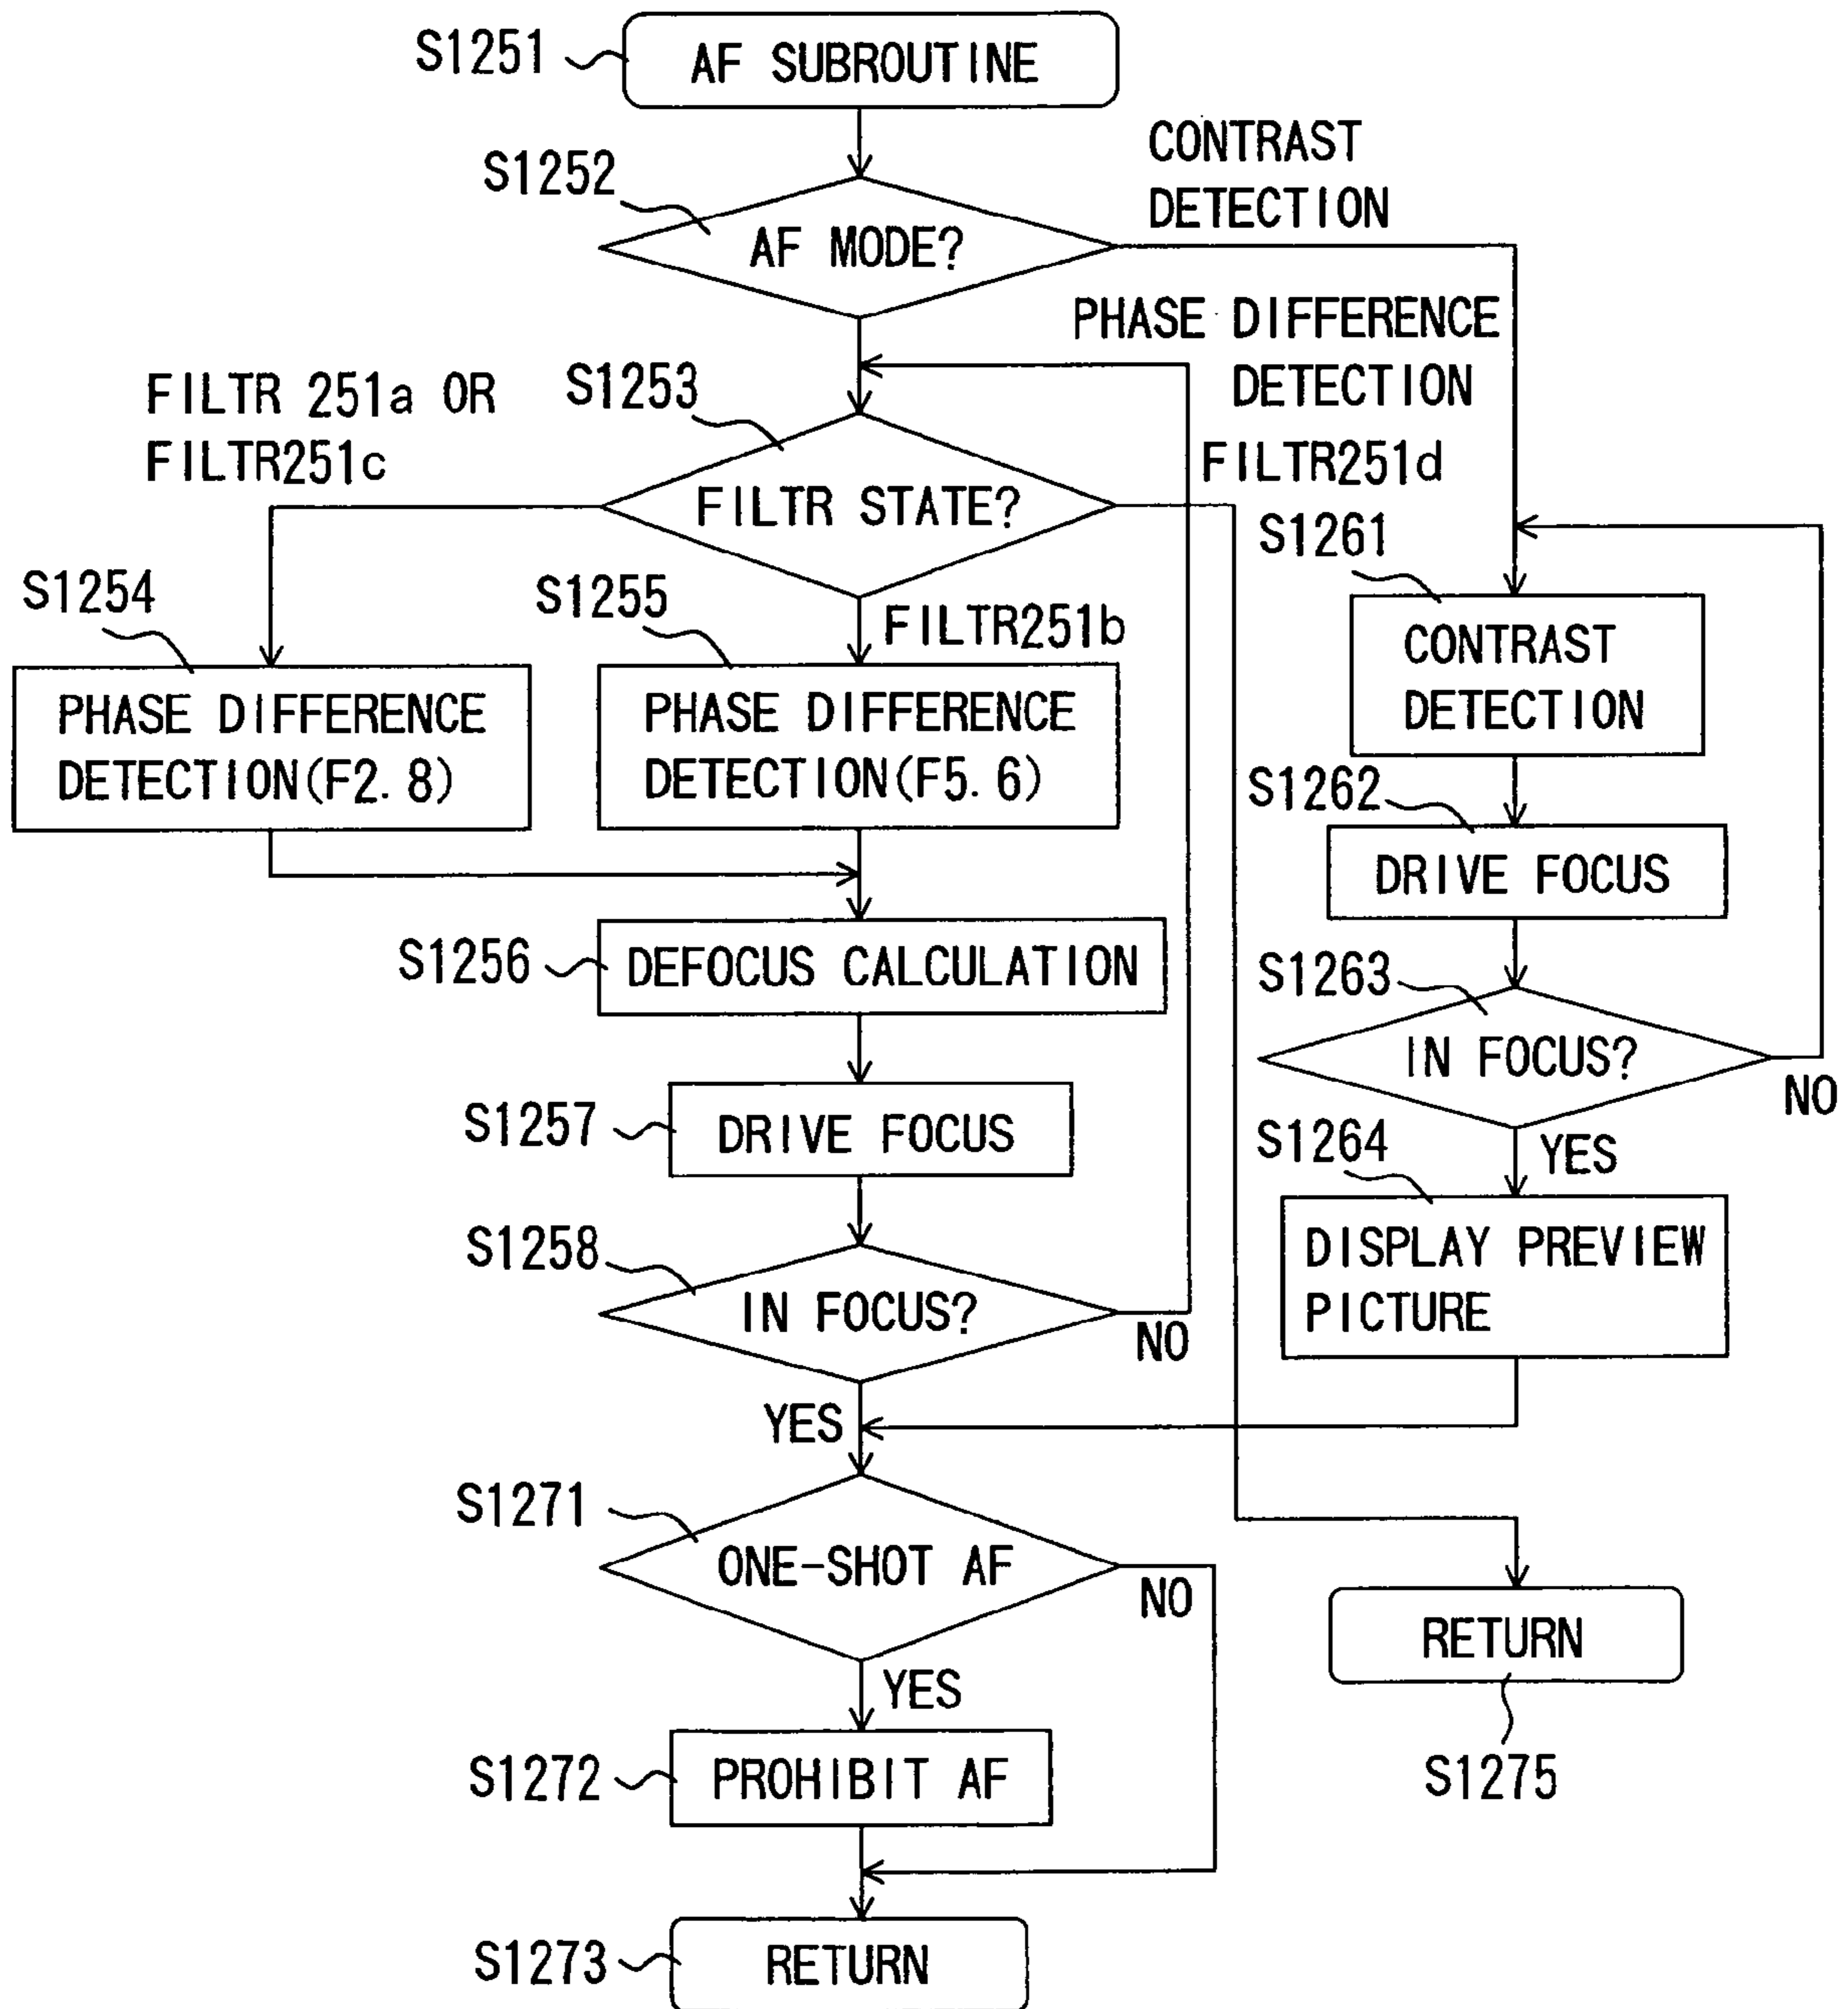 S1251
AF SUBROUTINE
S1252
AF MODE?
CONTRAST
DETECTION
PHASE DIFFERENCE
DETECTION
FILTR 251a OR
FILTR251c
S1253
FILTR STATE?
FILTR251d
S1254
PHASE DIFFERENCE
DETECTION(F2.8)
S1255
FILTR251b
PHASE DIFFERENCE
DETECTION(F5.6)
S1261
CONTRAST
DETECTION
S1262
DRIVE FOCUS
S1256
DEFOCUS CALCULATION
S1263
IN FOCUS?
NO
S1257
DRIVE FOCUS
S1264
YES
DISPLAY PREVIEW
PICTURE
S1258
IN FOCUS?
NO
YES
S1271
ONE-SHOT AF
NO
YES
RETURN
S1275
S1272
PROHIBIT AF
S1273
RETURN